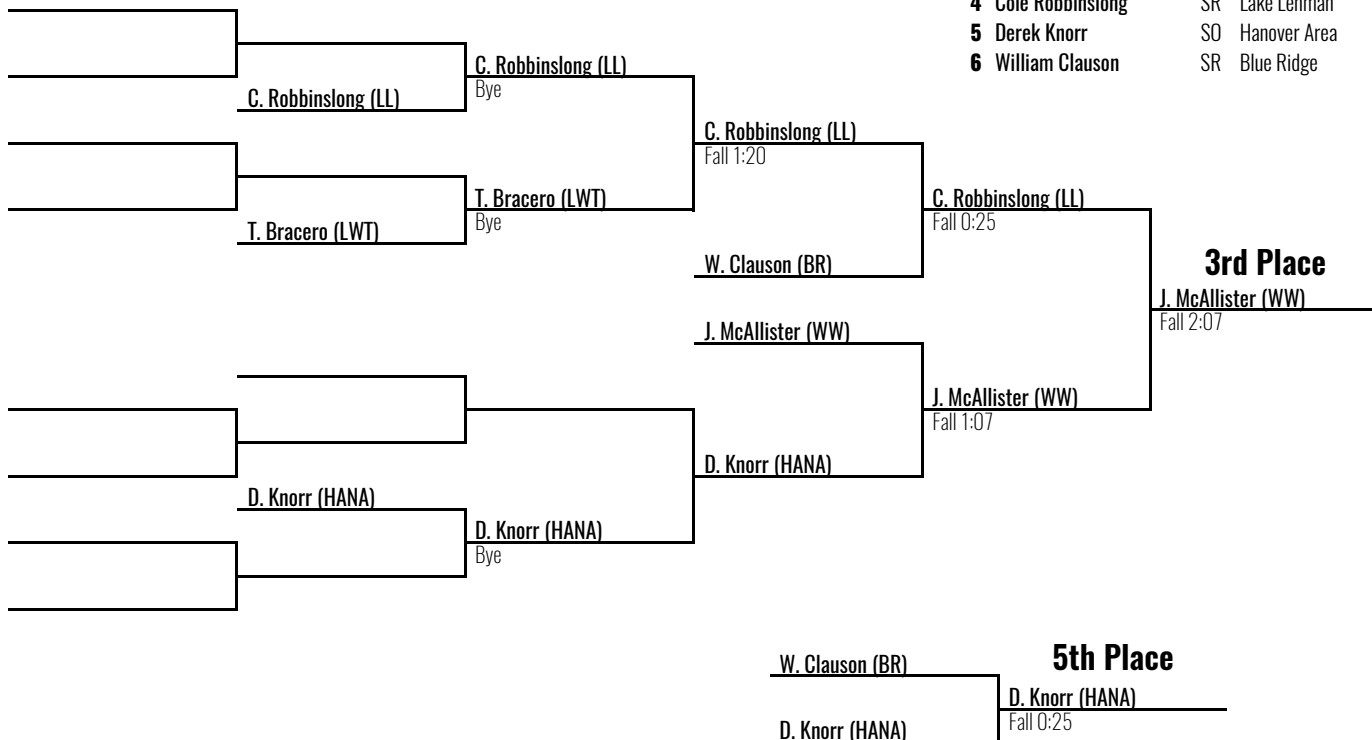 4 Cole Robbinslong SR Lake Lehman
5 Derek Knorr SO Hanover Area
6 William Clauson SR Blue Ridge
C. Robbinslong (LL)
Bye
C. Robbinslong (LL)
C. Robbinslong (LL)
Fall 1:20
T. Bracero (LWT)
Bye
T. Bracero (LWT)
C. Robbinslong (LL)
Fall 0:25
W. Clauson (BR)
3rd Place
J. McAllister (WW)
Fall 2:07
J. McAllister (WW)
J. McAllister (WW)
Fall 1:07
D. Knorr (HANA)
D. Knorr (HANA)
D. Knorr (HANA)
Bye
5th Place
W. Clauson (BR)
D. Knorr (HANA)
Fall 0:25
D. Knorr (HANA)